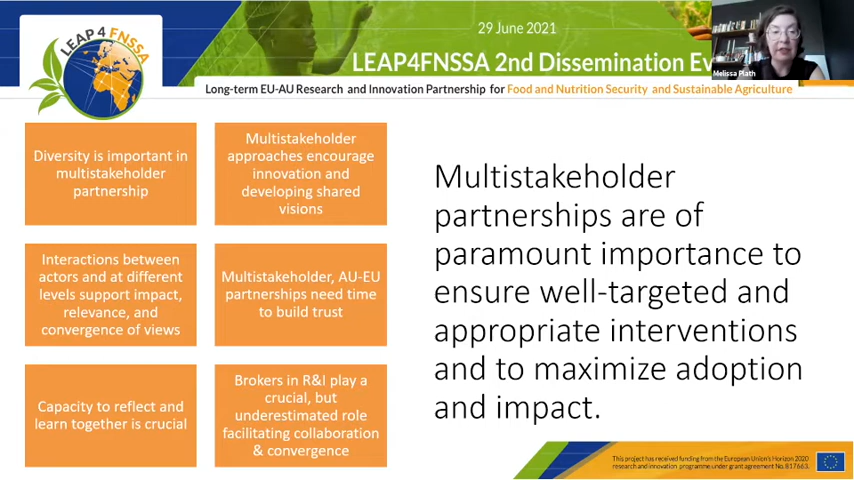 LEAP 4 FNSSA
29 June 2021
LEAP4FNSSA 2nd Dissemination Ev
Long-term EU-AU Research and Innovation Partnership for Food and Nutrition Security and Sustainable Agriculture
Melissa Plath
Diversity is important in
multistakeholder
partnership
Multistakeholder
approaches encourage
innovation and
developing shared
visions
Interactions between
actors and at different
levels support impact,
relevance, and
convergence of views
Multistakeholder, AU-EU
partnerships need time
to build trust
Capacity to reflect and
learn together is crucial
Brokers in R&I play a
crucial, but
underestimated role
facilitating collaboration
& convergence
Multistakeholder
partnerships are of
paramount importance to
ensure well-targeted and
appropriate interventions
and to maximize adoption
and impact.
This project has received funding from the European Union's Horizon 2020
research and innovation programme under grant agreement No. 817663.